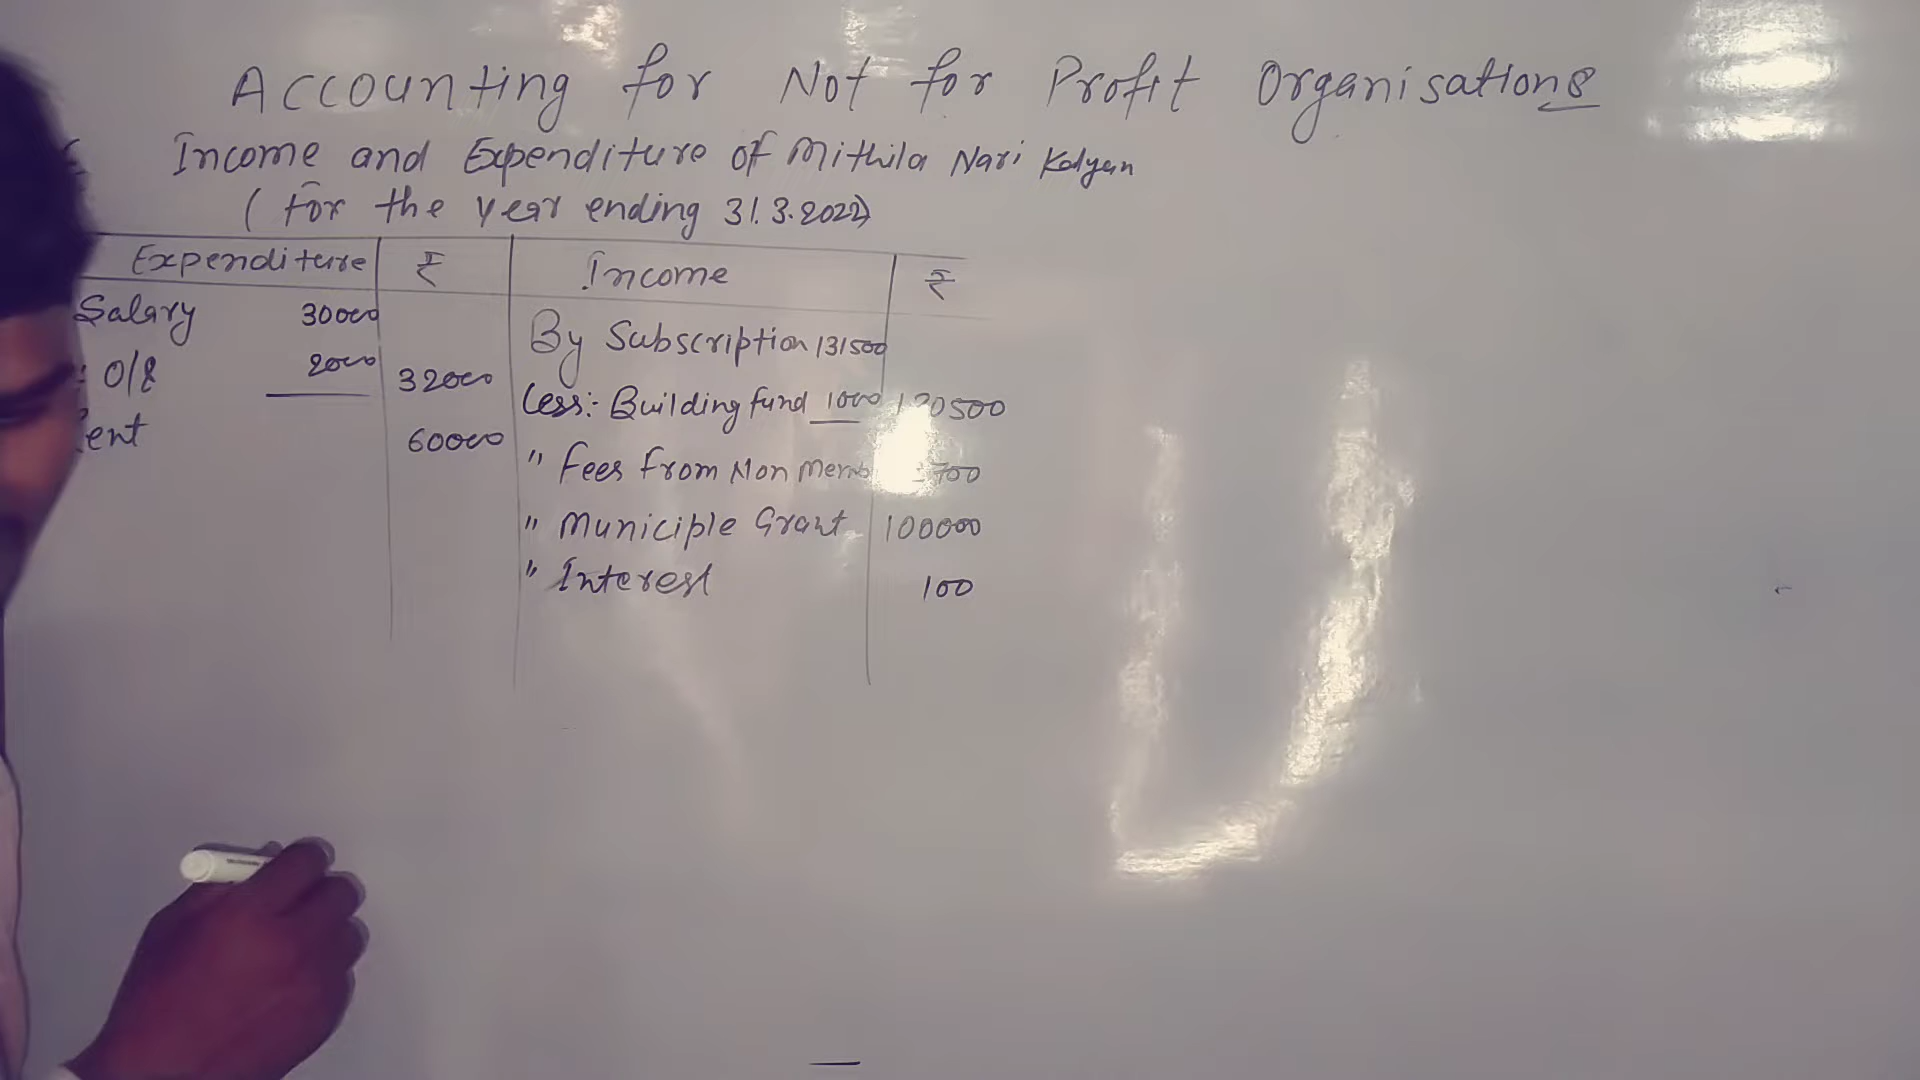 Accounting for Not for Profit Organisations
Income and Expenditure of Mithila Nari Kalyan
(For the year ending 31.3.2022)
Expenditure ₹ Income ₹
Salary 30000
O/S 2000 32000
60000
By Subscription 131500
Less:- Building fund 1000
" Fees from Non Memb 700
" Municiple Grant 100000
" Interest 100